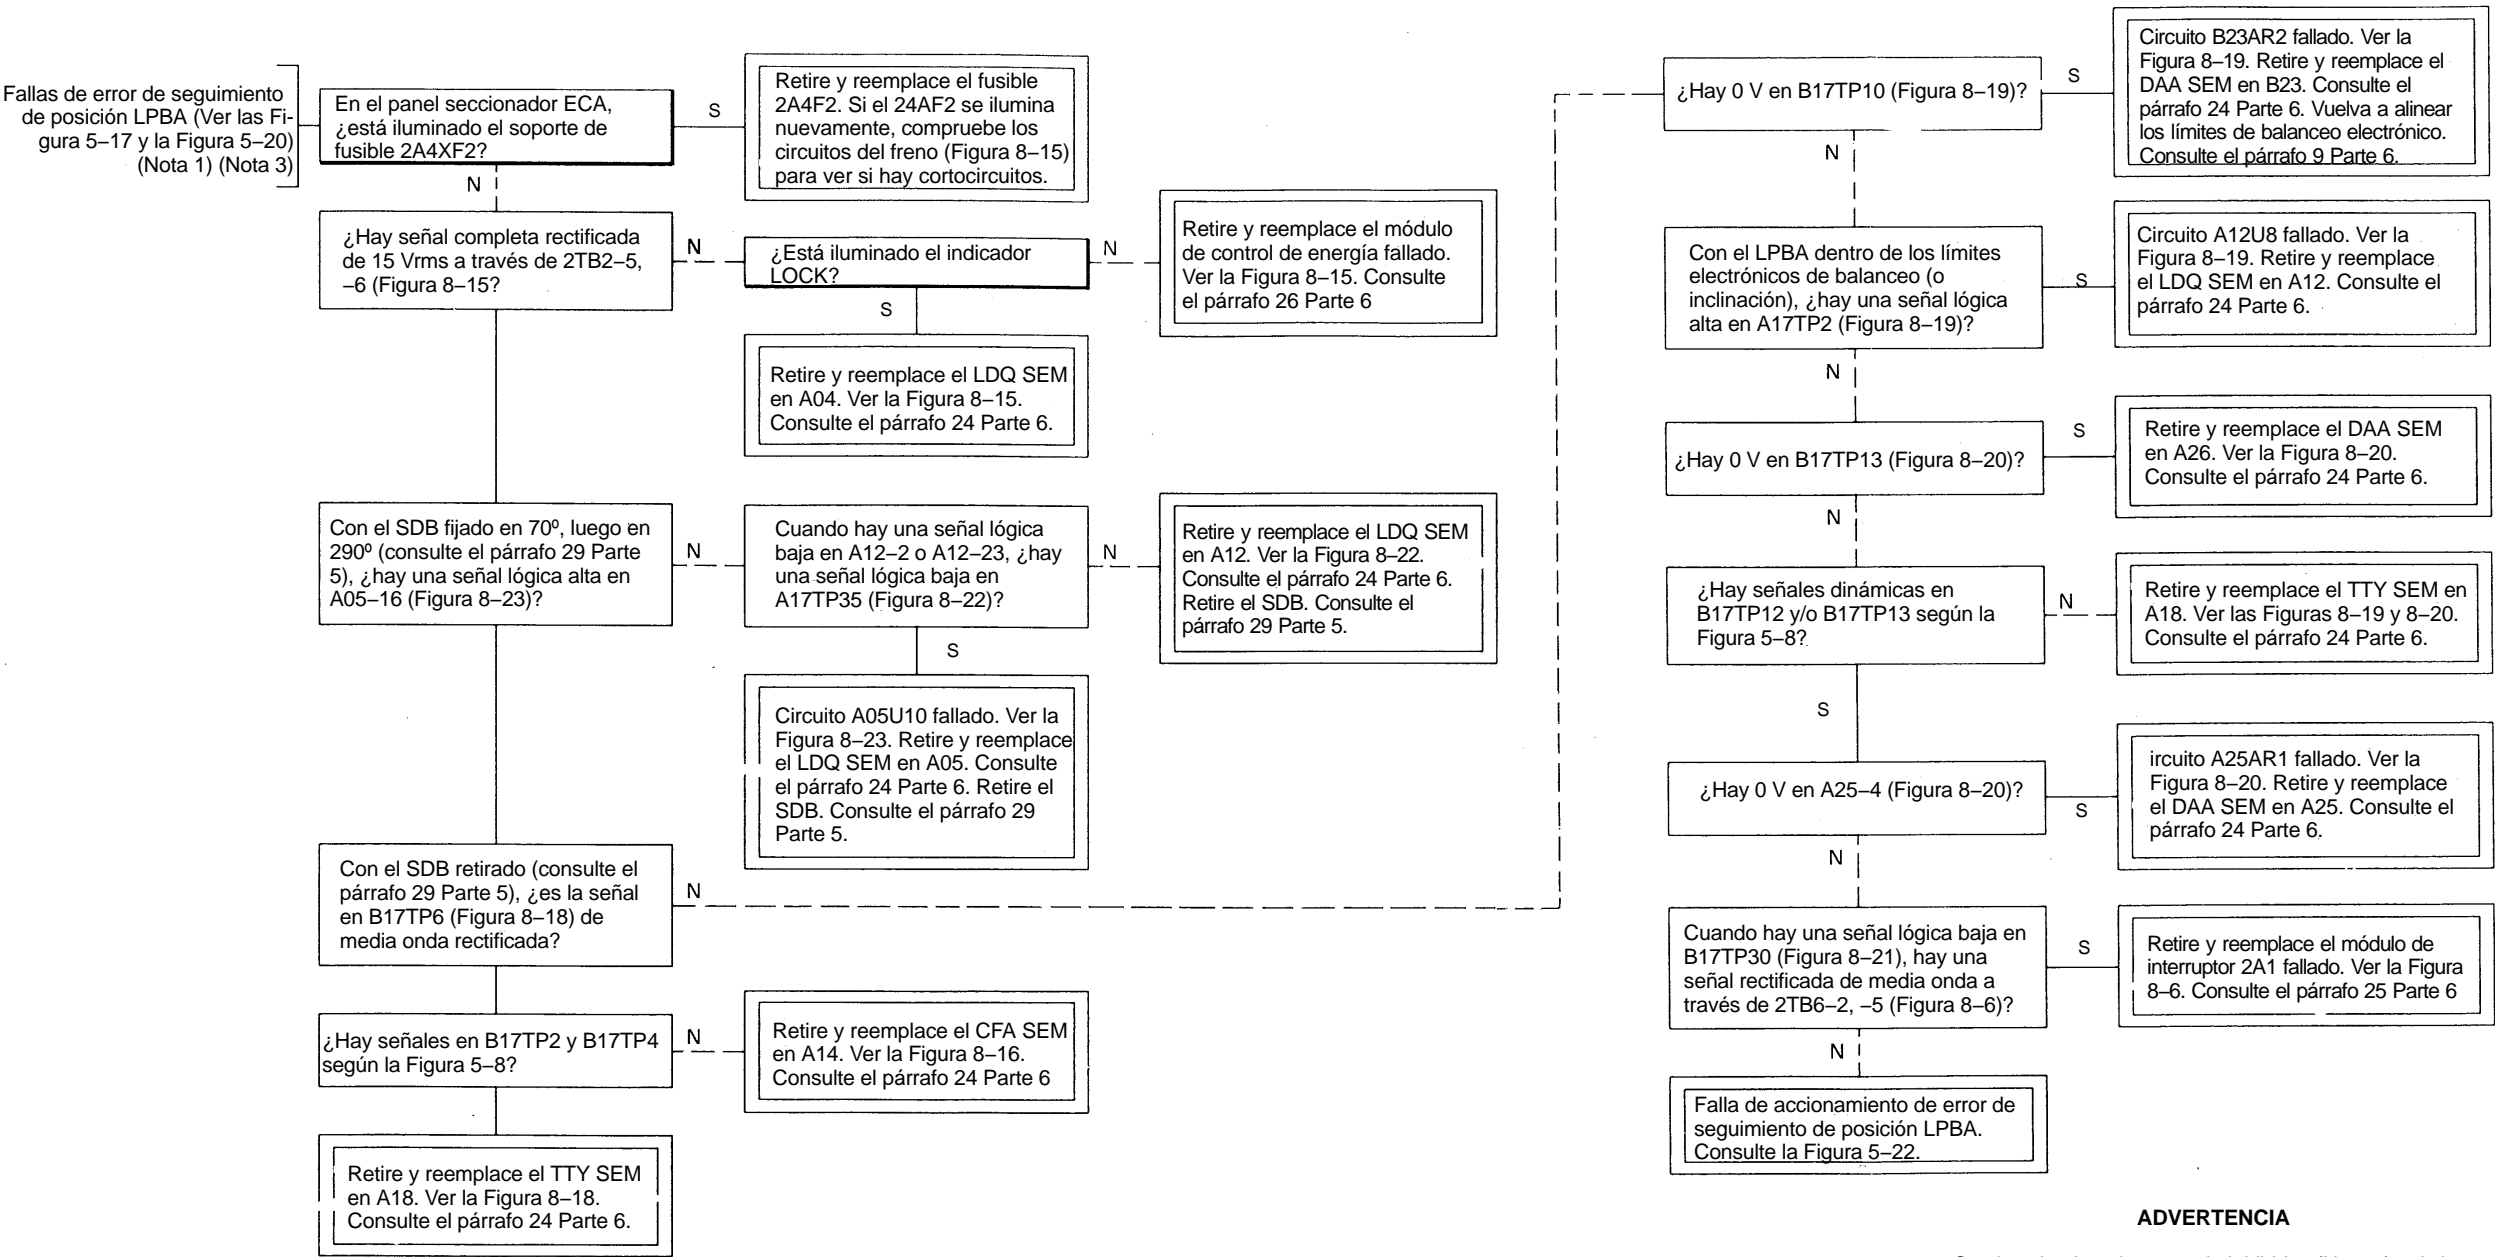 Fallas de error de seguimiento
de posición LPBA (Ver las Fi-
gura 5–17 y la Figura 5–20)
(Nota 1) (Nota 3)
En el panel seccionador ECA,
¿está iluminado el soporte de
fusible 2A4XF2?
S
Retire y reemplace el fusible
2A4F2. Si el 24AF2 se ilumina
nuevamente, compruebe los
circuitos del freno (Figura 8–15)
para ver si hay cortocircuitos.
N
¿Hay señal completa rectificada
de 15 Vrms a través de 2TB2–5,
–6 (Figura 8–15?
N
¿Está iluminado el indicador
LOCK?
N
Retire y reemplace el módulo
de control de energía fallado.
Ver la Figura 8–15. Consulte
el párrafo 26 Parte 6
S
Retire y reemplace el LDQ SEM
en A04. Ver la Figura 8–15.
Consulte el párrafo 24 Parte 6.
Con el SDB fijado en 70º, luego en
290º (consulte el párrafo 29 Parte
5), ¿hay una señal lógica alta en
A05–16 (Figura 8–23)?
N
Cuando hay una señal lógica
baja en A12–2 o A12–23, ¿hay
una señal lógica baja en
A17TP35 (Figura 8–22)?
N
Retire y reemplace el LDQ SEM
en A12. Ver la Figura 8–22.
Consulte el párrafo 24 Parte 6.
Retire el SDB. Consulte el
párrafo 29 Parte 5.
S
Circuito A05U10 fallado. Ver la
Figura 8–23. Retire y reemplace
el LDQ SEM en A05. Consulte
el párrafo 24 Parte 6. Retire el
SDB. Consulte el párrafo 29
Parte 5.
Con el SDB retirado (consulte el
párrafo 29 Parte 5), ¿es la señal
en B17TP6 (Figura 8–18) de
media onda rectificada?
N
¿Hay señales en B17TP2 y B17TP4
según la Figura 5–8?
N
Retire y reemplace el CFA SEM
en A14. Ver la Figura 8–16.
Consulte el párrafo 24 Parte 6
Retire y reemplace el TTY SEM
en A18. Ver la Figura 8–18.
Consulte el párrafo 24 Parte 6.
¿Hay 0 V en B17TP10 (Figura 8–19)?
S
Circuito B23AR2 fallado. Ver la
Figura 8–19. Retire y reemplace el
DAA SEM en B23. Consulte el
párrafo 24 Parte 6. Vuelva a alinear
los límites de balanceo electrónico.
Consulte el párrafo 9 Parte 6.
N
Con el LPBA dentro de los límites
electrónicos de balanceo (o
inclinación), ¿hay una señal lógica
alta en A17TP2 (Figura 8–19)?
S
Circuito A12U8 fallado. Ver la
Figura 8–19. Retire y reemplace
el LDQ SEM en A12. Consulte el
párrafo 24 Parte 6.
N
¿Hay 0 V en B17TP13 (Figura 8–20)?
S
Retire y reemplace el DAA SEM
en A26. Ver la Figura 8–20.
Consulte el párrafo 24 Parte 6.
N
¿Hay señales dinámicas en
B17TP12 y/o B17TP13 según la
Figura 5–8?
N
Retire y reemplace el TTY SEM en
A18. Ver las Figuras 8–19 y 8–20.
Consulte el párrafo 24 Parte 6.
S
¿Hay 0 V en A25–4 (Figura 8–20)?
S
ircuito A25AR1 fallado. Ver la
Figura 8–20. Retire y reemplace
el DAA SEM en A25. Consulte el
párrafo 24 Parte 6.
N
Cuando hay una señal lógica baja en
B17TP30 (Figura 8–21), hay una
señal rectificada de media onda a
través de 2TB6–2, –5 (Figura 8–6)?
S
Retire y reemplace el módulo de
interruptor 2A1 fallado. Ver la Figura
8–6. Consulte el párrafo 25 Parte 6
N
Falla de accionamiento de error de
seguimiento de posición LPBA.
Consulte la Figura 5–22.
ADVERTENCIA